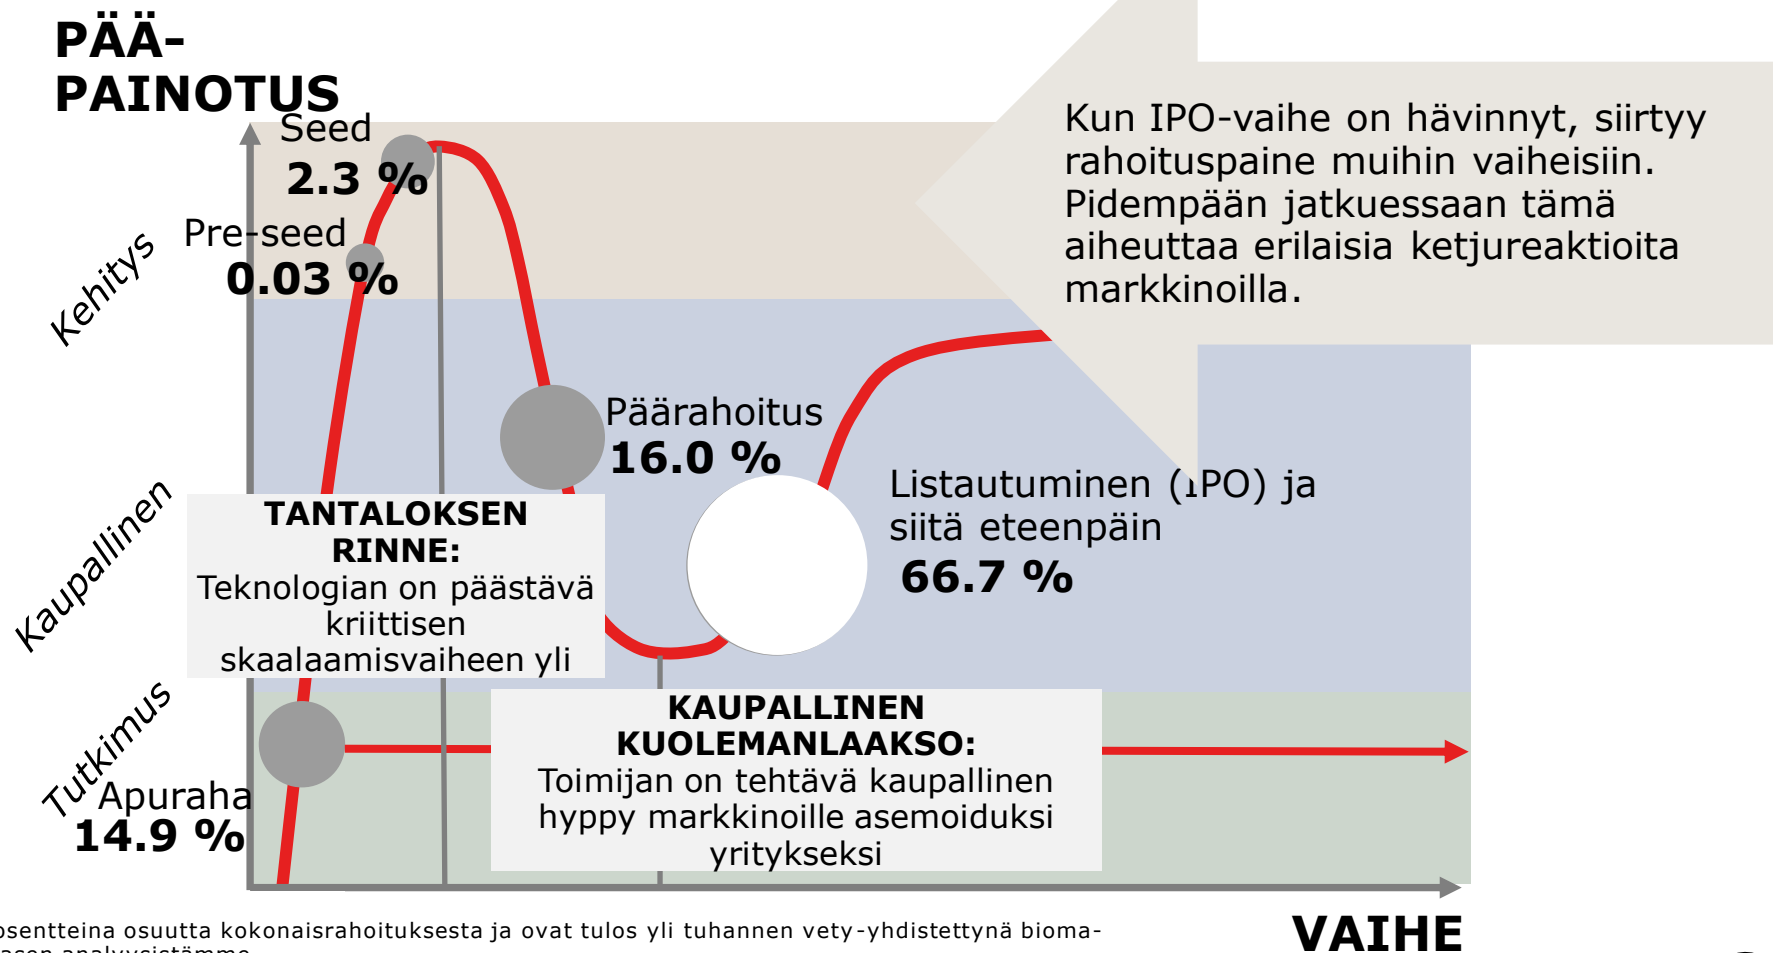 PÄÄ-
PAINOTUS
Seed
2.3 %
Pre-seed
0.03 %
Kehitys
Kun IPO-vaihe on hävinnyt, siirtyy
rahoituspaine muihin vaiheisiin.
Pidempään jatkuessaan tämä
aiheuttaa erilaisia ketjureaktioita
markkinoilla.
Päärahoitus
16.0 %
Listautuminen (IPO) ja
siitä eteenpäin
66.7 %
Kaupallinen
TANTALOKSEN
RINNE:
Teknologian on päästävä
kriittisen
skaalaamisvaiheen yli
KAUPALLINEN
KUOLEMANLAAKSO:
Toimijan on tehtävä kaupallinen
hyppy markkinoille asemoiduksi
yritykseksi
Tutkimus
Apuraha
14.9 %
VAIHE
osuutta kokonaisrahoituksesta ja ovat tulos yli tuhannen vety-yhdistettynä bioma-